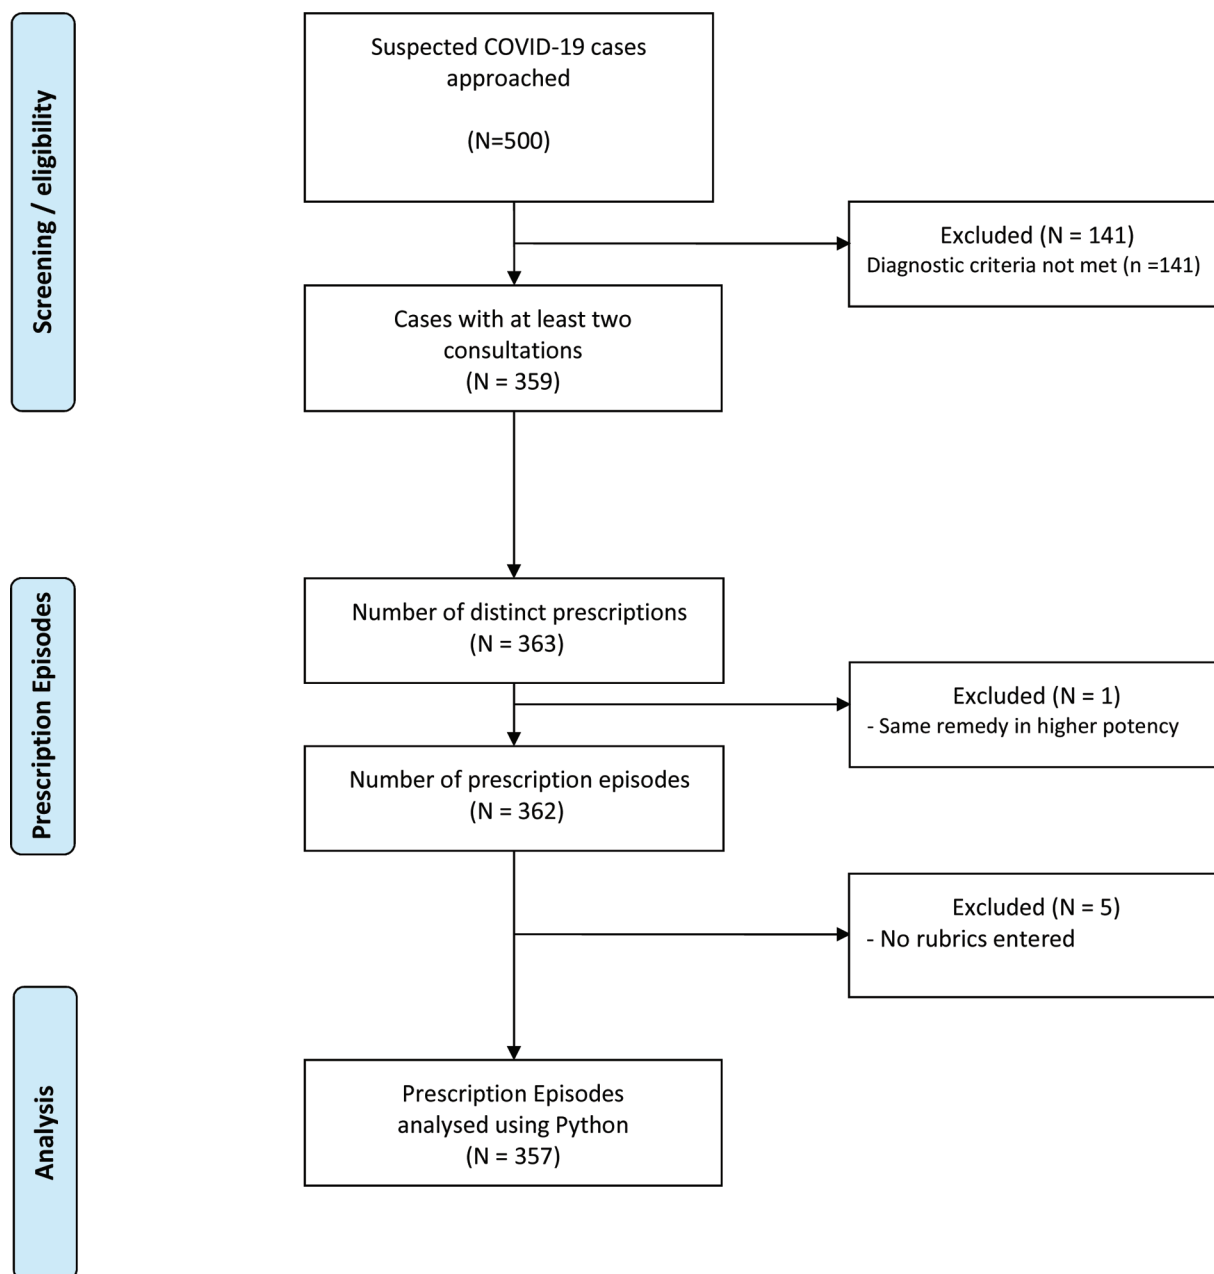 Screening / eligibility
Suspected COVID-19 cases
approached
(N=500)
Excluded (N = 141)
Diagnostic criteria not met (n =141)
Cases with at least two
consultations
(N = 359)
Prescription Episodes
Number of distinct prescriptions
(N = 363)
Excluded (N = 1)
- Same remedy in higher potency
Number of prescription episodes
(N = 362)
Excluded (N = 5)
- No rubrics entered
Analysis
Prescription Episodes
analysed using Python
(N = 357)